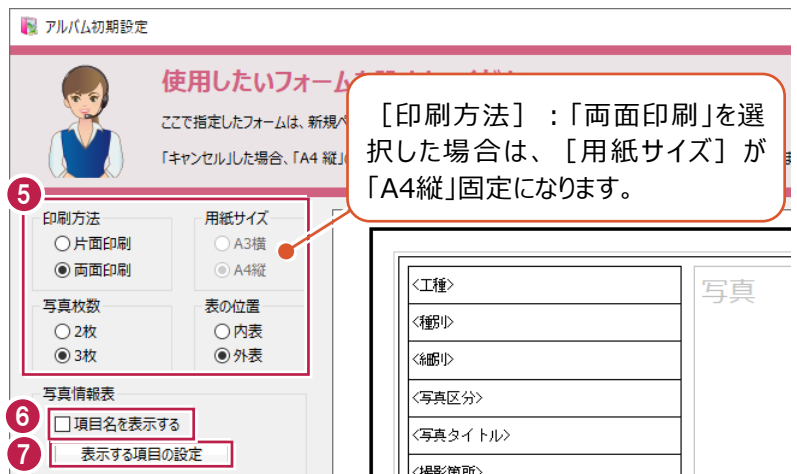 アルバム初期設定
使用したいフォーム
ここで指定したフォームは、新規ペ
「キャンセル」した場合、「A4 縦」
［印刷方法］：「両面印刷」を選
択した場合は、［用紙サイズ］が
「A4縦」固定になります。
5
印刷方法
片面印刷
両面印刷
用紙サイズ
A3横
A4縦
写真枚数
2枚
3枚
表の位置
内表
外表
写真情報表
6
項目名を表示する
7
表示する項目の設定
<工種>
<種別>
<細別>
<写真区分>
<写真タイトル>
<撮影箇所>
写真